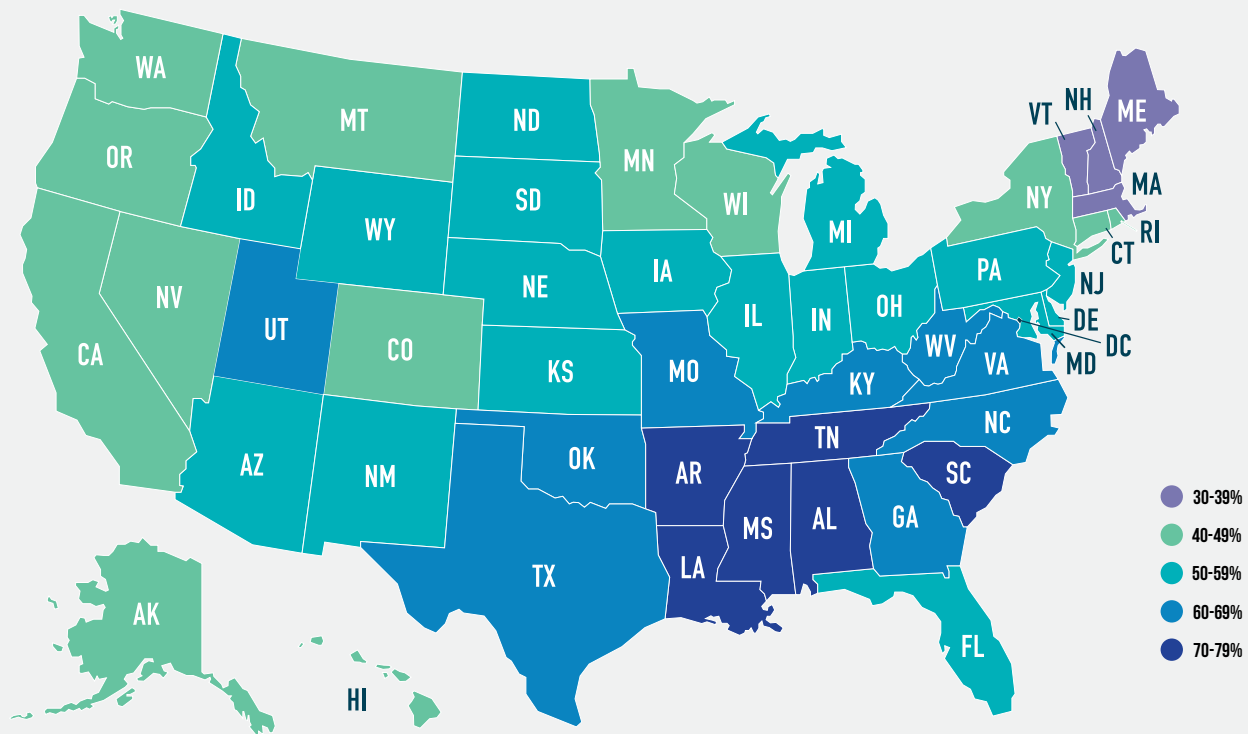 WA
OR
CA
NV
ID
MT
WY
UT
CO
AZ
NM
ND
SD
NE
KS
OK
TX
MN
IA
MO
AR
LA
WI
IL
MI
IN
OH
KY
TN
MS
AL
GA
FL
SC
NC
VA
WV
PA
NY
VT
NH
ME
MA
RI
CT
NJ
DE
DC
MD
AK
HI
30-39%
40-49%
50-59%
60-69%
70-79%